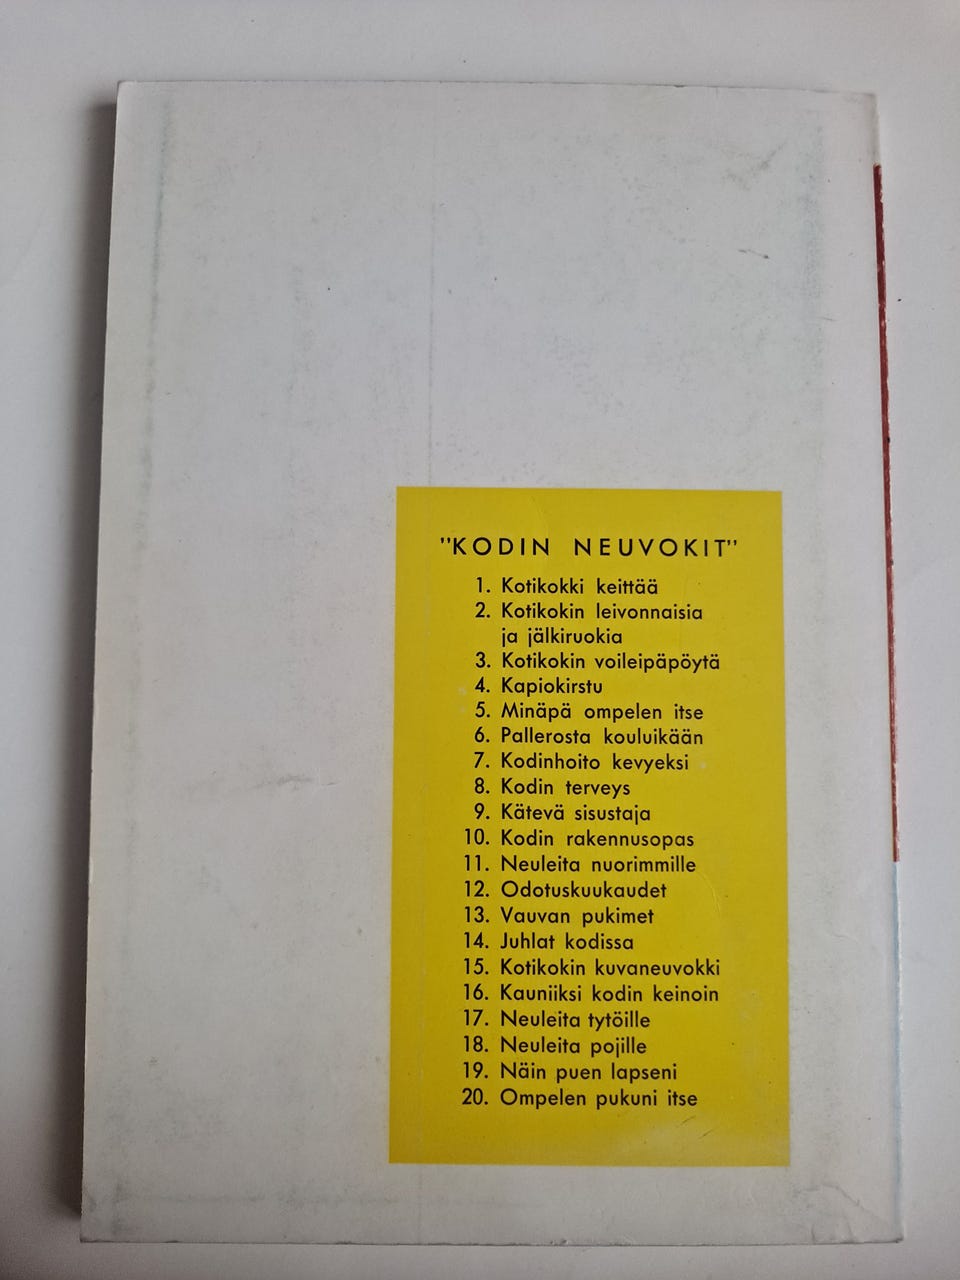 "KODIN NEUVOKIT"
1. Kotikokki keittää
2. Kotikokin leivonnaisia
ja jälkiruokia
3. Kotikokin voileipäpöytä
4. Kapiokirstu
5. Minäpä ompelen itse
6. Pallerosta kouluikään
7. Kodinhoito kevyeksi
8. Kodin terveys
9. Kätevä sisustaja
10. Kodin rakennusopas
11. Neuleita nuorimmille
12. Odotuskuukaudet
13. Vauvan pukimet
14. Juhlat kodissa
15. Kotikokin kuvaneuvokki
16. Kauniiksi kodin keinoin
17. Neuleita tytöille
18. Neuleita pojille
19. Näin puen lapseni
20. Ompelen pukuni itse